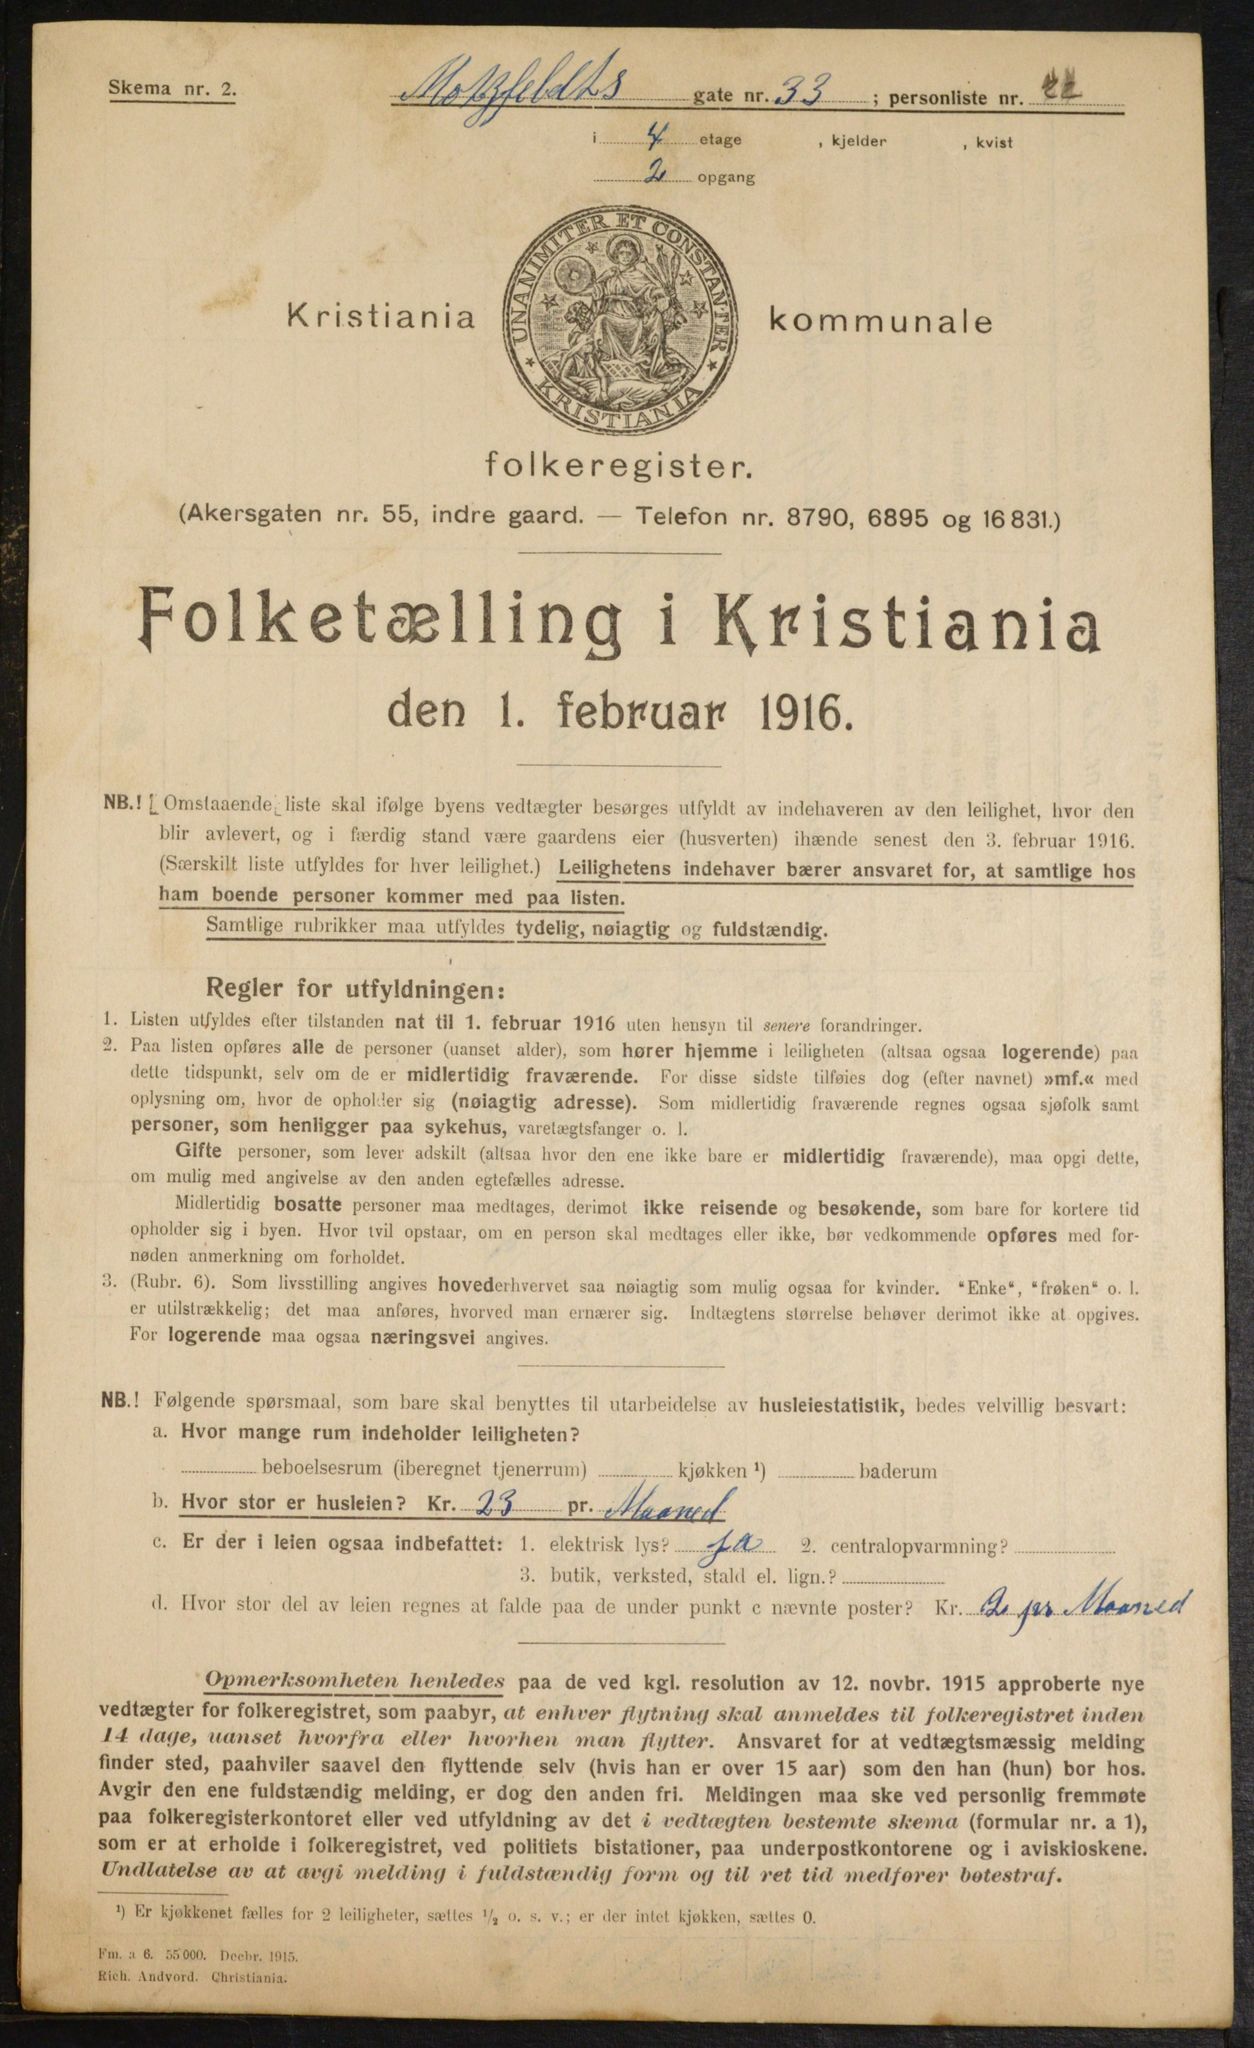 Skema nr. 2.
Motzfeldts gate nr. 33 ; personliste nr. 22
i 4 etage , kjelder , kvist
2 opgang
UNANIMITER ET CONSTANTER
KRISTIANIA
Kristiania kommunale
folkeregister.
(Akersgaten nr. 55, indre gaard. — Telefon nr. 8790, 6895 og 16 831.)
Folketælling i Kristiania
den 1. februar 1916.
NB.! [Omstaaende] liste skal ifølge byens vedtægter besørges utfyldt av indehaveren av den leilighet, hvor den
blir avlevert, og i færdig stand være gaardens eier (husverten) ihænde senest den 3. februar 1916.
(Særskilt liste utfyldes for hver leilighet.) Leilighetens indehaver bærer ansvaret for, at samtlige hos
ham boende personer kommer med paa listen.
Samtlige rubrikker maa utfyldes tydelig, nøiagtig og fuldstændig.
Regler for utfyldningen:
1. Listen utfyldes efter tilstanden nat til 1. februar 1916 uten hensyn til senere forandringer.
2. Paa listen opføres alle de personer (uanset alder), som hører hjemme i leiligheten (altsaa ogsaa logerende) paa
dette tidspunkt, selv om de er midlertidig fraværende. For disse sidste tilføies dog (efter navnet) »mf.« med
oplysning om, hvor de opholder sig (nøiagtig adresse). Som midlertidig fraværende regnes ogsaa sjøfolk samt
personer, som henligger paa sykehus, varetægtsfanger o. l.
Gifte personer, som lever adskilt (altsaa hvor den ene ikke bare er midlertidig fraværende), maa opgi dette,
om mulig med angivelse av den anden egtefælles adresse.
Midlertidig bosatte personer maa medtages, derimot ikke reisende og besøkende, som bare for kortere tid
opholder sig i byen. Hvor tvil opstaar, om en person skal medtages eller ikke, bør vedkommende opføres med for-
nøden anmerkning om forholdet.
3. (Rubr. 6). Som livsstilling angives hovederhvervet saa nøiagtig som mulig ogsaa for kvinder. "Enke", "frøken" o. l.
er utilstrækkelig; det maa anføres, hvorved man ernærer sig. Indtægtens størrelse behøver derimot ikke at opgives.
For logerende maa ogsaa næringsvei angives.
NB.! Følgende spørsmaal, som bare skal benyttes til utarbeidelse av husleiestatistik, bedes velvillig besvart:
a. Hvor mange rum indeholder leiligheten?
beboelsesrum (iberegnet tjenerrum) kjøkken ¹) baderum
b. Hvor stor er husleien? Kr. 23 pr. Maaned
c. Er der i leien ogsaa indbefattet: 1. elektrisk lys? ja 2. centralopvarmning?
3. butik, verksted, stald el. lign.?
d. Hvor stor del av leien regnes at falde paa de under punkt c nævnte poster? Kr. 2 pr Maaned
Opmerksomheten henledes paa de ved kgl. resolution av 12. novbr. 1915 approberte nye
vedtægter for folkeregistret, som paabyr, at enhver flytning skal anmeldes til folkeregistret inden
14 dage, uanset hvorfra eller hvorhen man flytter. Ansvaret for at vedtægtsmæssig melding
finder sted, paahviler saavel den flyttende selv (hvis han er over 15 aar) som den han (hun) bor hos.
Avgir den ene fuldstændig melding, er dog den anden fri. Meldingen maa ske ved personlig fremmøte
paa folkeregisterkontoret eller ved utfyldning av det i vedtægten bestemte skema (formular nr. a 1),
som er at erholde i folkeregistret, ved politiets bistationer, paa underpostkontorene og i aviskioskene.
Undlatelse av at avgi melding i fuldstændig form og til ret tid medfører bøtestraf.
¹) Er kjøkkenet fælles for 2 leiligheter, sættes ½ o. s. v.; er der intet kjøkken, sættes 0.
Fm. a 6. 55 000. Decbr. 1915.
Rich. Andvord. Christiania.